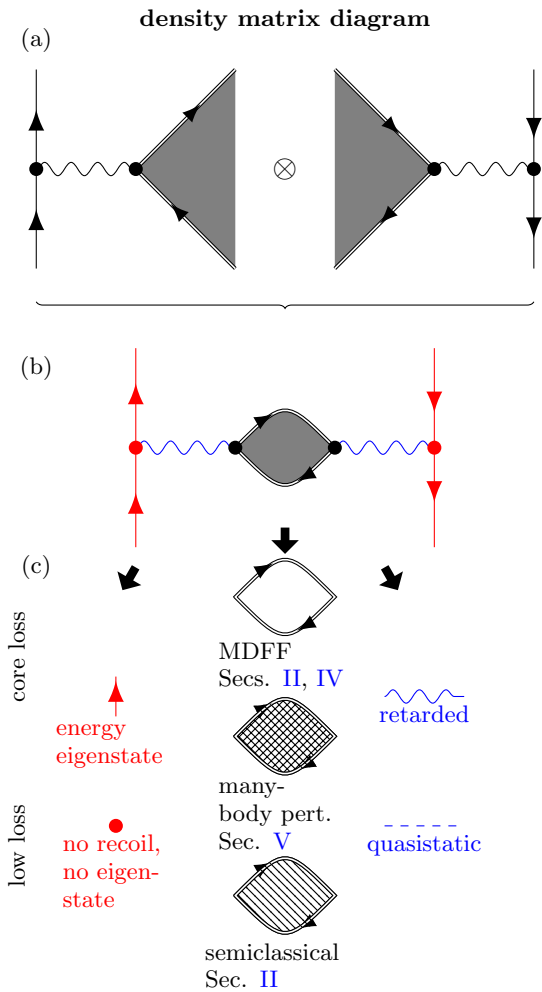 density matrix diagram
(a)
(b)
(c)
core loss
MDFF
Secs. II, IV
energy
eigenstate
retarded
many-
body pert.
Sec. V
low loss
no recoil,
no eigen-
state
quasistatic
semiclassical
Sec. II